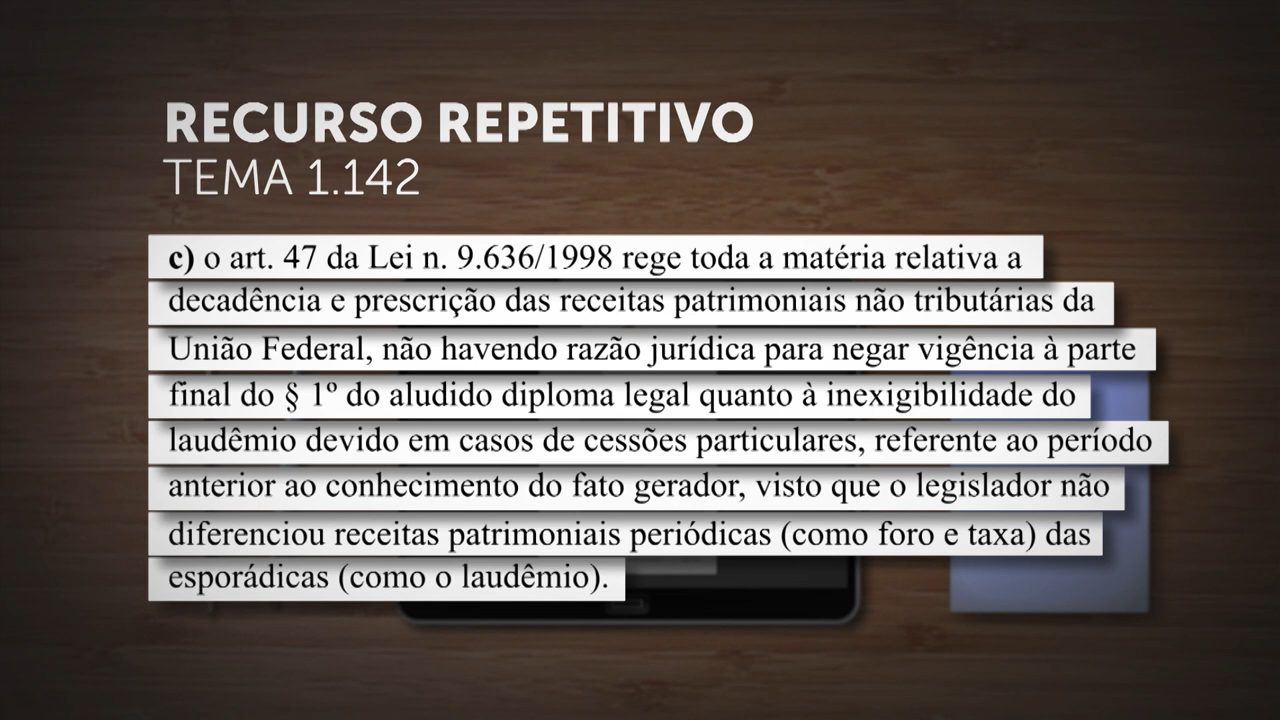 RECURSO REPETITIVO
TEMA 1.142
c) o art. 47 da Lei n. 9.636/1998 rege toda a matéria relativa a
decadência e prescrição das receitas patrimoniais não tributárias da
União Federal, não havendo razão jurídica para negar vigência à parte
final do § 1º do aludido diploma legal quanto à inexigibilidade do
laudêmio devido em casos de cessões particulares, referente ao período
anterior ao conhecimento do fato gerador, visto que o legislador não
diferenciou receitas patrimoniais periódicas (como foro e taxa) das
esporádicas (como o laudêmio).